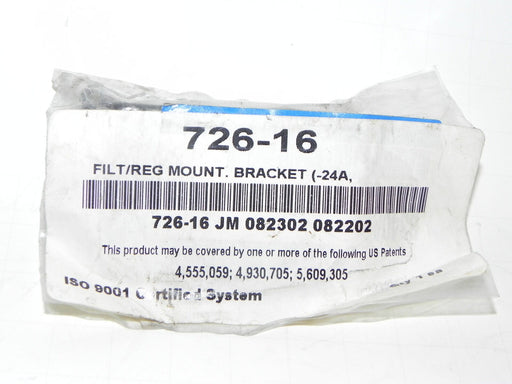 726-16
FILT/REG MOUNT. BRACKET (-24A,
726-16 JM 082302 082202
This product may be covered by one or more of the following US Patents
4,555,059; 4,930,705; 5,609,305
ISO 9001 Certified System